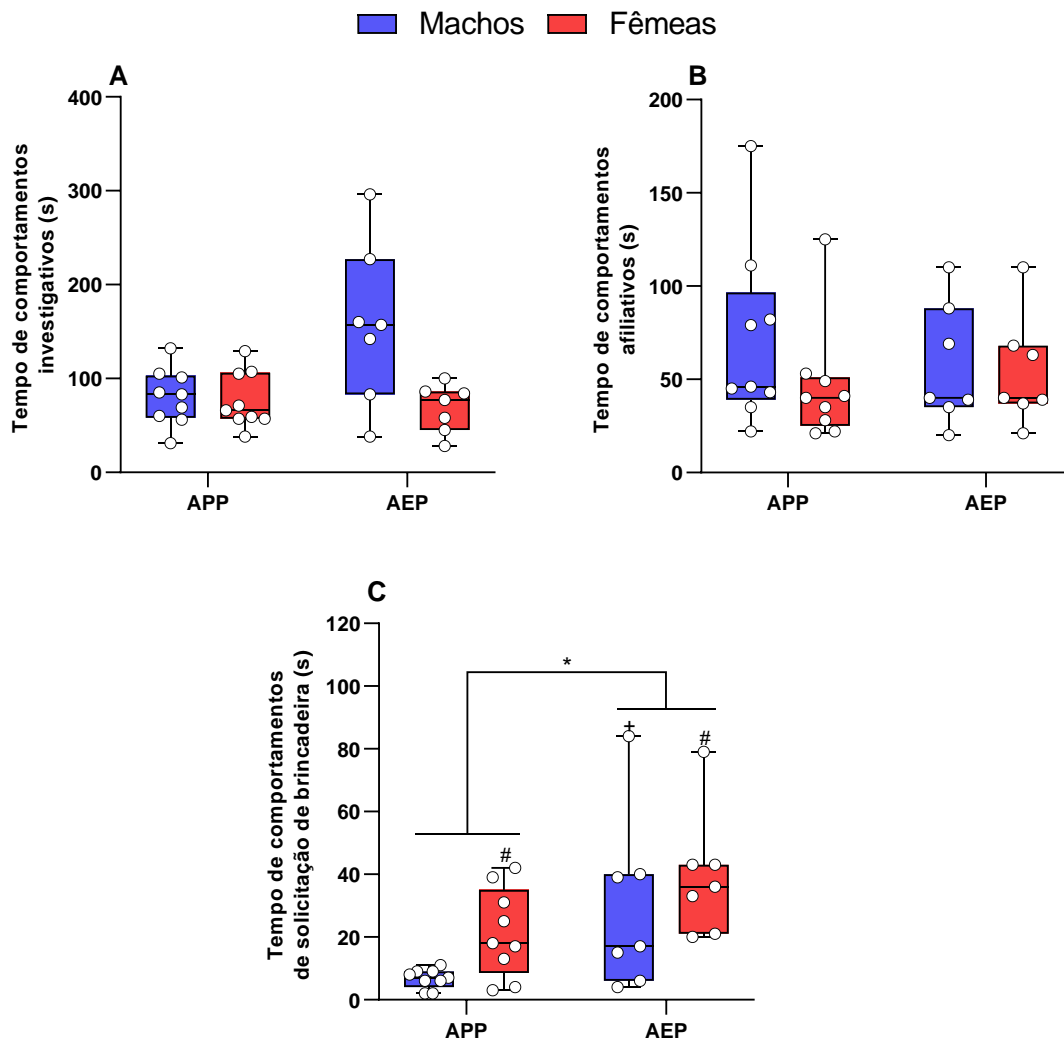 Machos Fêmeas
A
Tempo de comportamentos
investigativos (s)
400
300
200
100
0
APP AEP
B
Tempo de comportamentos
afiliativos (s)
200
150
100
50
0
APP AEP
C
Tempo de comportamentos
de solicitação de brincadeira (s)
120
100
80
60
40
20
0
*
+
#
#
APP AEP